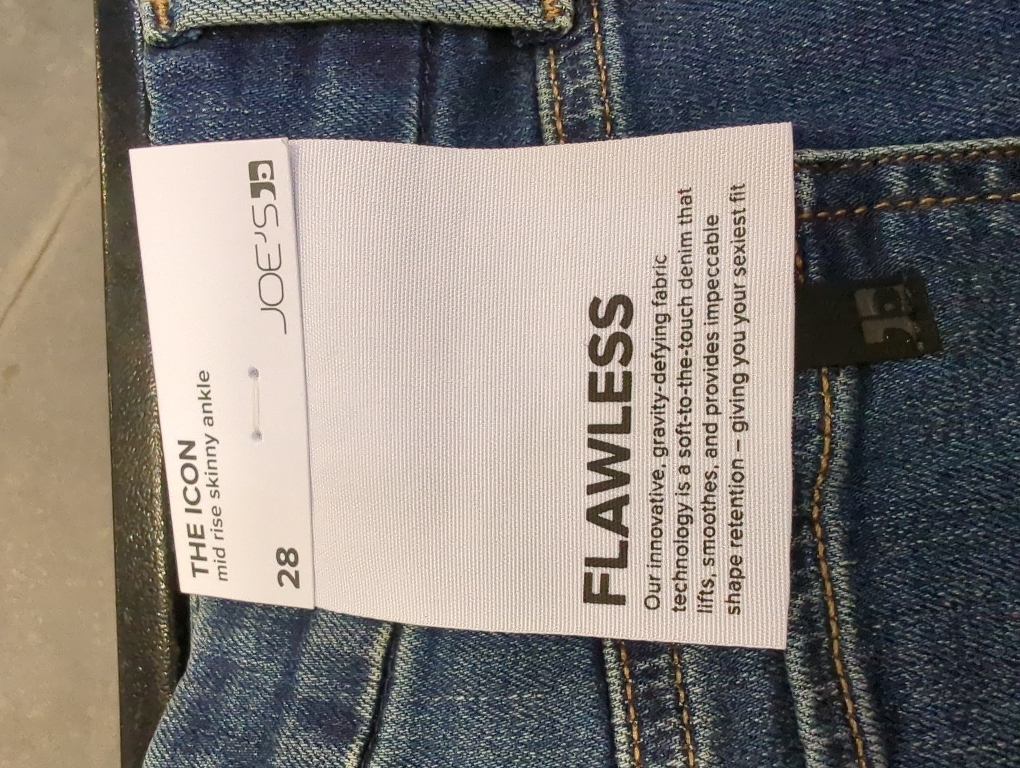 THE ICON
mid rise skinny ankle
28
JOE'S
FLAWLESS
Our innovative, gravity-defying fabric
technology is a soft-to-the-touch denim that
lifts, smoothes, and provides impeccable
shape retention – giving you your sexiest fit